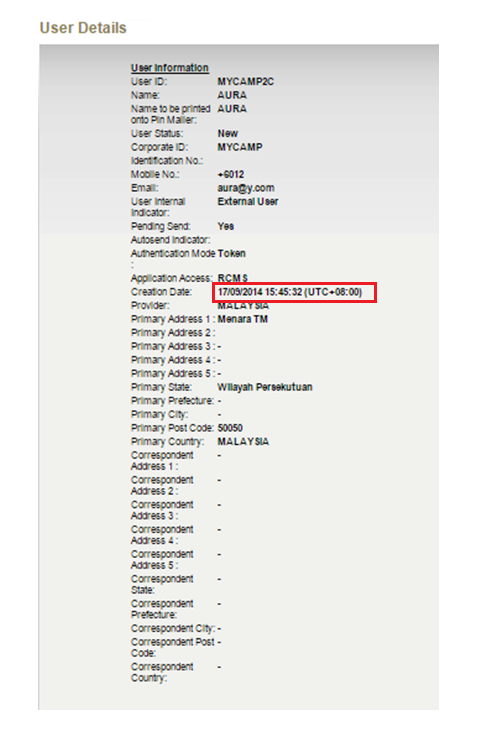 User Details
User Information
User ID: MYCAMP2C
Name: AURA
Name to be printed AURA
onto Pin Mailer:
User Status: New
Corporate ID: MYCAMP
Identification No.:
Mobile No.: +6012
Email: aura@y.com
User Internal External User
Indicator:
Pending Send: Yes
Autosend Indicator:
Authentication Mode Token
:
Application Access: RCMS
Creation Date: 17/09/2014 15:45:32 (UTC+08:00)
Provider: MALAYSIA
Primary Address 1 : Menara TM
Primary Address 2 :
Primary Address 3 : -
Primary Address 4 : -
Primary Address 5 : -
Primary State: Wilayah Persekutuan
Primary Prefecture: -
Primary City: -
Primary Post Code: 50050
Primary Country: MALAYSIA
Correspondent -
Address 1 :
Correspondent -
Address 2 :
Correspondent -
Address 3 :
Correspondent -
Address 4 :
Correspondent -
Address 5 :
Correspondent -
State:
Correspondent -
Prefecture:
Correspondent City: -
Correspondent Post -
Code:
Correspondent -
Country: